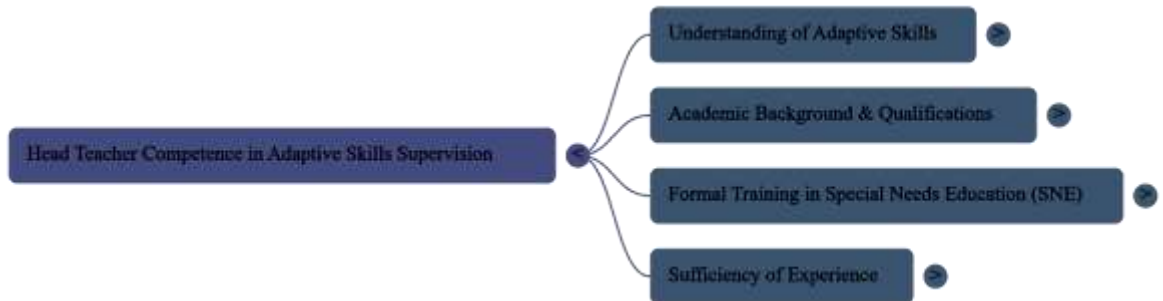 Understanding of Adaptive Skills
Academic Background & Qualifications
Head Teacher Competence in Adaptive Skills Supervision
Formal Training in Special Needs Education (SNE)
Sufficiency of Experience